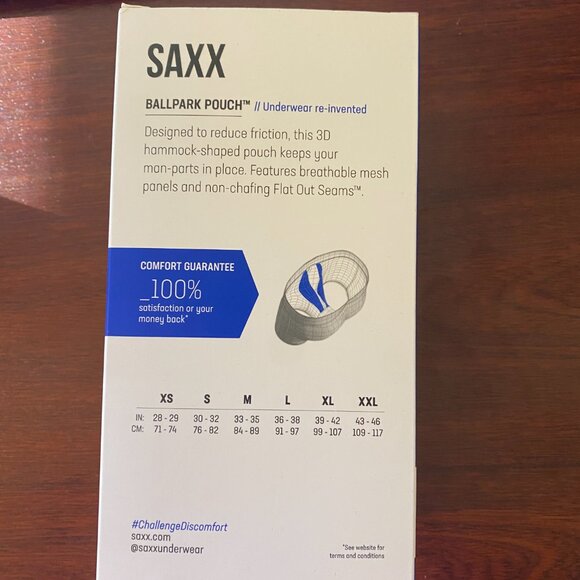 SAXX
BALLPARK POUCH™ // Underwear re-invented
Designed to reduce friction, this 3D
hammock-shaped pouch keeps your
man-parts in place. Features breathable mesh
panels and non-chafing Flat Out Seams™.
COMFORT GUARANTEE
_100%
satisfaction or your
money back*
XS S M L XL XXL
IN: 28 - 29 30 - 32 33 - 35 36 - 38 39 - 42 43 - 46
CM: 71 - 74 76 - 82 84 - 89 91 - 97 99 - 107 109 - 117
#ChallengeDiscomfort
saxx.com
@saxxunderwear
*See website for
terms and conditions